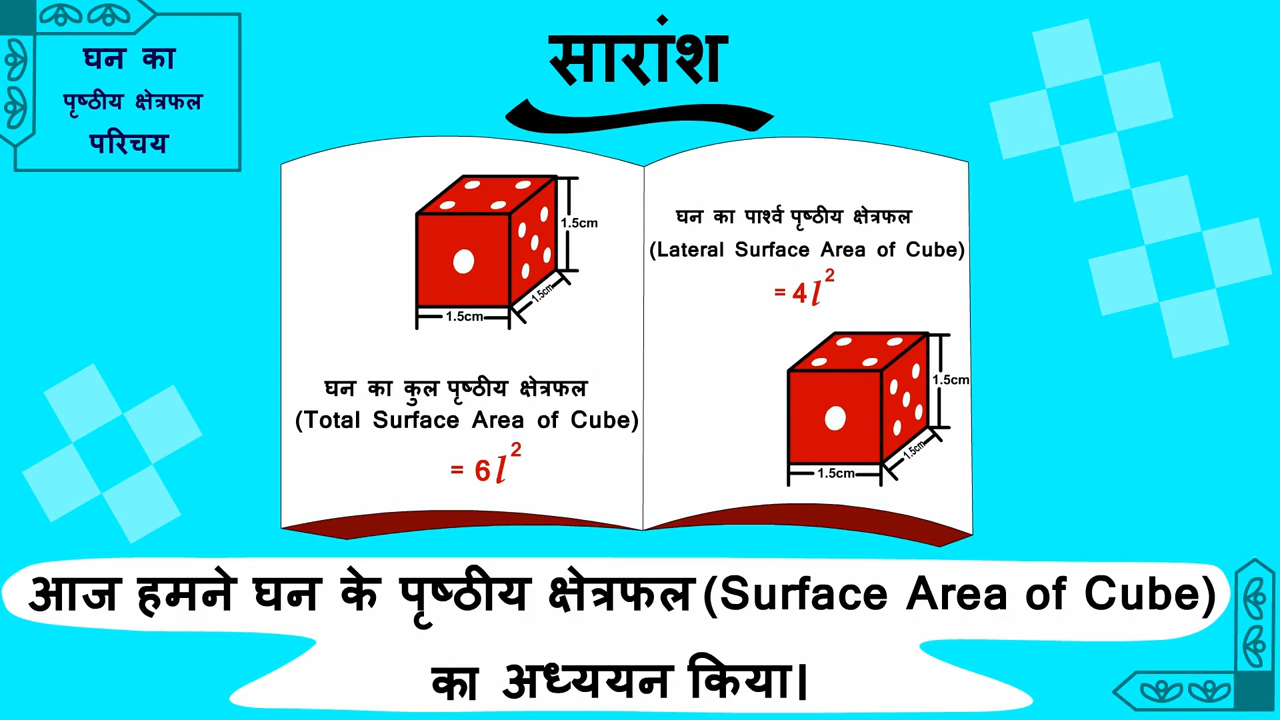 घन का
पृष्ठीय क्षेत्रफल
परिचय
सारांश
1.5cm
1.5cm
1.5cm
घन का कुल पृष्ठीय क्षेत्रफल
(Total Surface Area of Cube)
= 6l²
घन का पार्श्व पृष्ठीय क्षेत्रफल
(Lateral Surface Area of Cube)
= 4l²
1.5cm
1.5cm
1.5cm
आज हमने घन के पृष्ठीय क्षेत्रफल (Surface Area of Cube)
का अध्ययन किया।